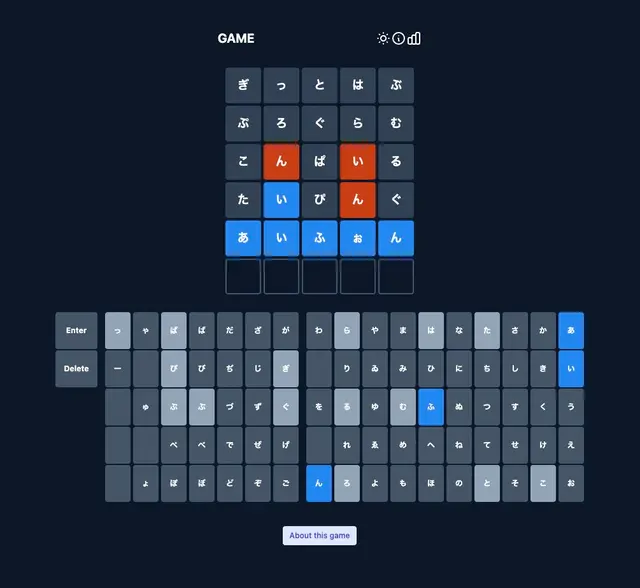 GAME
ぎ っ と は ぶ
ぷ ろ ぐ ら む
こ ん ぱ い る
た い ぴ ん ぐ
あ い ふ ぉ ん
Enter っ ゃ ぱ ば だ ざ が わ ら や ま は な た さ か あ
Delete ー ぴ び ぢ じ ぎ り ゐ み ひ に ち し き い
ゅ ぷ ぶ づ ず ぐ を る ゆ む ふ ぬ つ す く う
ぺ べ で ぜ げ れ ゑ め へ ね て せ け え
ょ ぽ ぼ ど ぞ ご ん ろ よ も ほ の と そ こ お
About this game